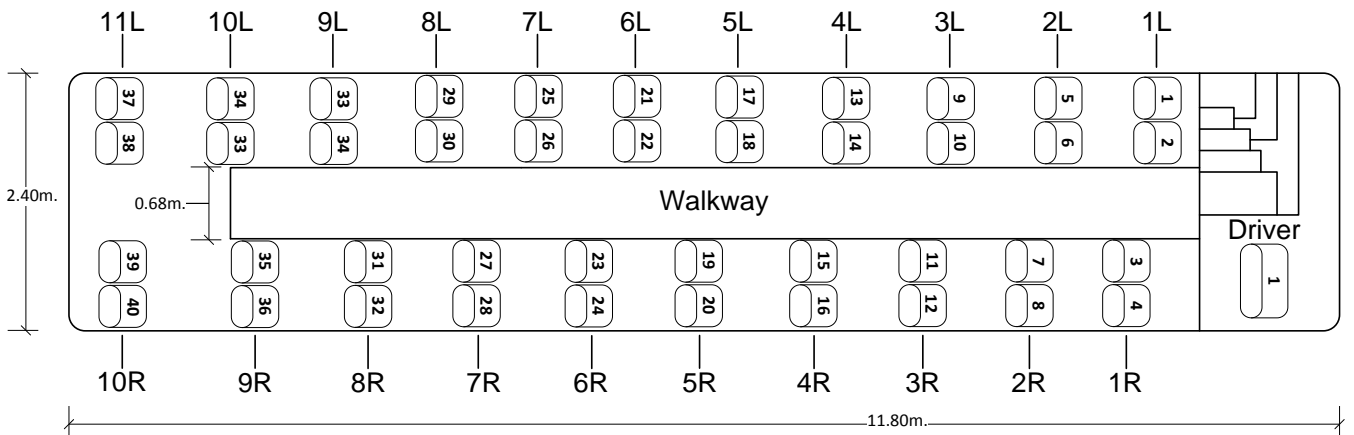 11L 10L 9L 8L 7L 6L 5L 4L 3L 2L 1L
37 34 33 29 25 21 17 13 9 5 1
38 33 34 30 26 22 18 14 10 6 2
2.40m.
0.68m.
Walkway
Driver
39 35 31 27 23 19 15 11 7 3 1
40 36 32 28 24 20 16 12 8 4
10R 9R 8R 7R 6R 5R 4R 3R 2R 1R
11.80m.